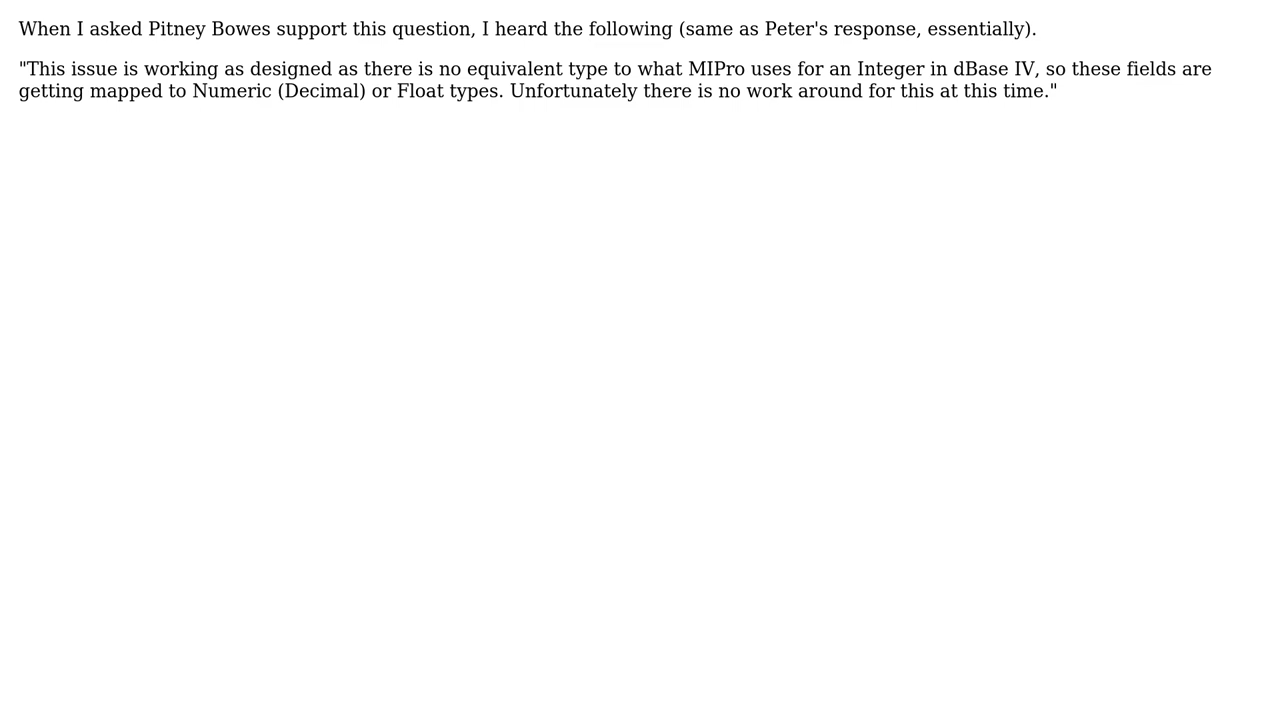 When I asked Pitney Bowes support this question, I heard the following (same as Peter's response, essentially).
"This issue is working as designed as there is no equivalent type to what MIPro uses for an Integer in dBase IV, so these fields are
getting mapped to Numeric (Decimal) or Float types. Unfortunately there is no work around for this at this time."